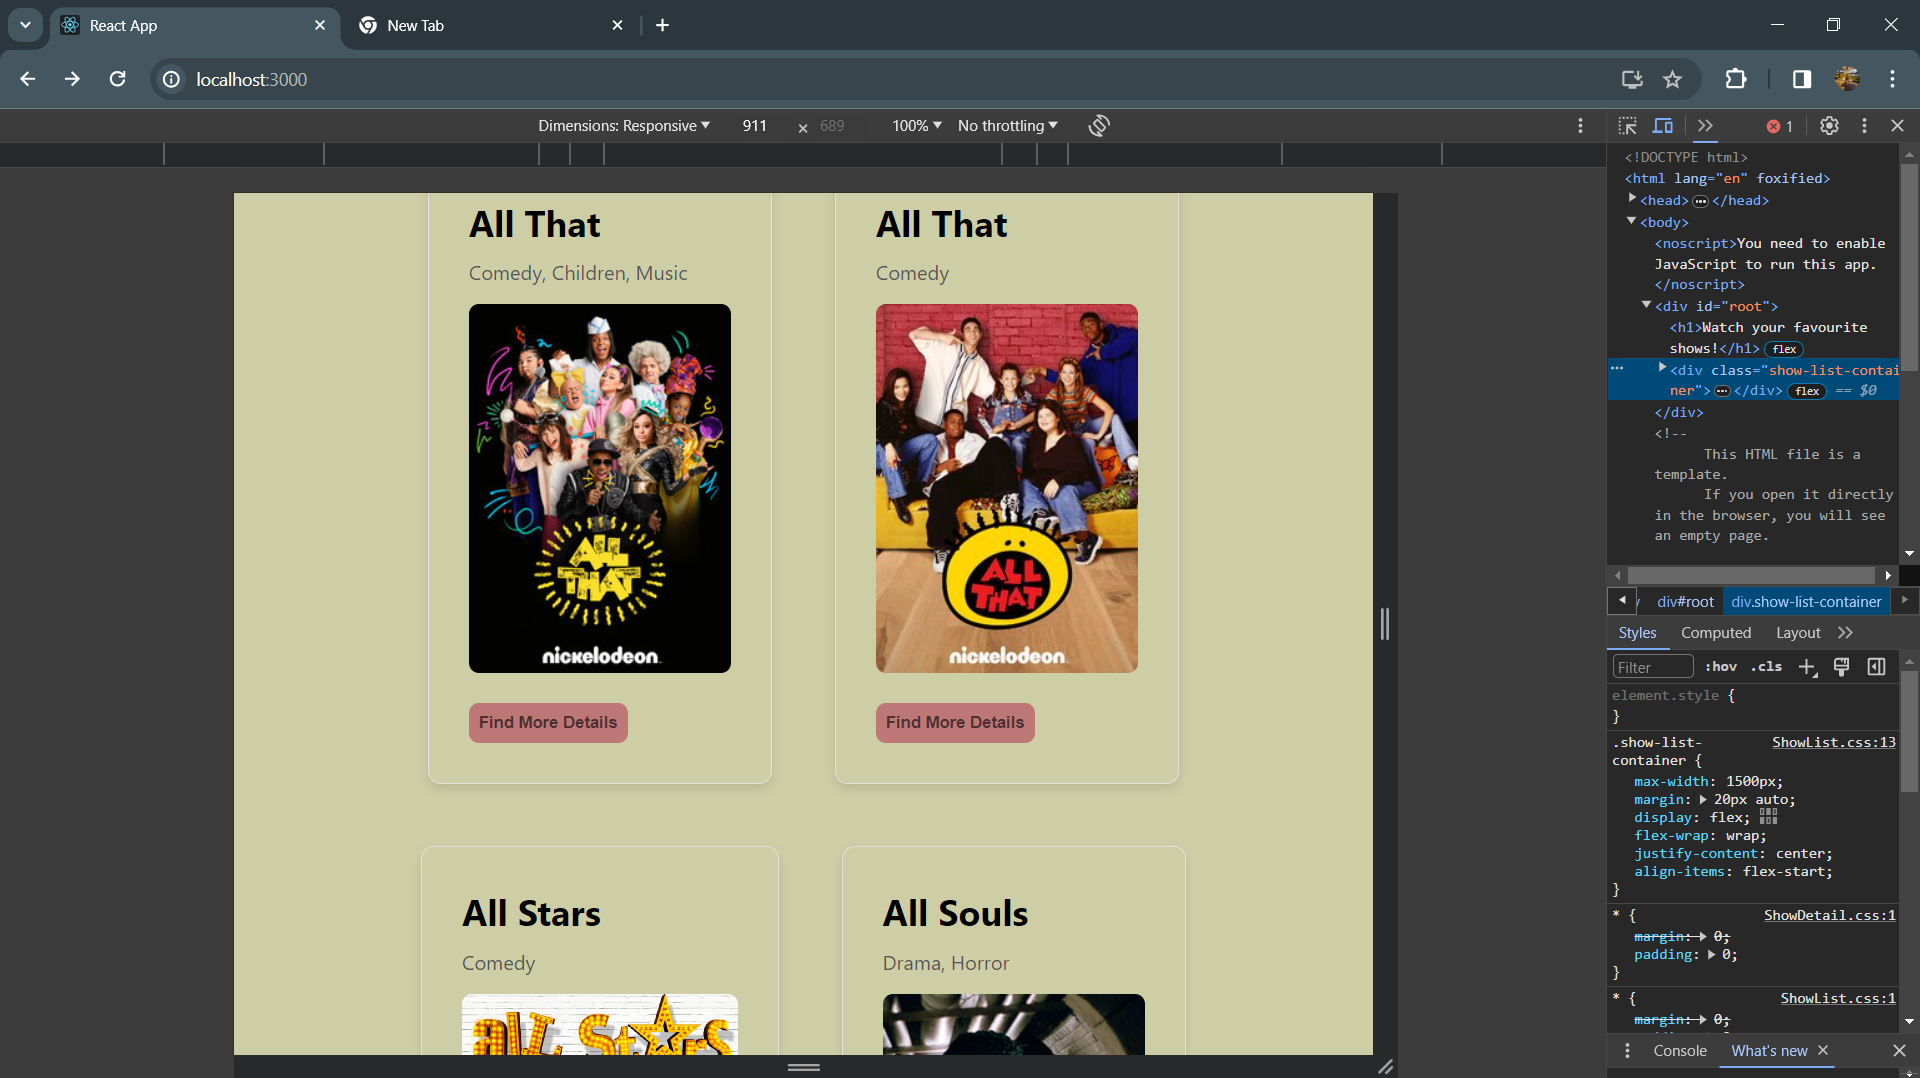 React App
New Tab
localhost:3000
Dimensions: Responsive
911
×
689
100%
No throttling
1
All That
Comedy, Children, Music
ALL
THAT
nickelodeon
Find More Details
All That
Comedy
ALL
THAT
nickelodeon
Find More Details
All Stars
Comedy
all Stars
All Souls
Drama, Horror
<!DOCTYPE html>
<html lang="en" foxified>
<head> … </head>
<body>
<noscript>You need to enable
JavaScript to run this app.
</noscript>
<div id="root">
<h1>Watch your favourite
shows!</h1> flex
… <div class="show-list-contai
ner"> … </div> flex == $0
</div>
<!--
This HTML file is a
template.
If you open it directly
in the browser, you will see
an empty page.
div#root div.show-list-container
Styles Computed Layout
Filter :hov .cls
element.style {
}
.show-list- ShowList.css:13
container {
max-width: 1500px;
margin: 20px auto;
display: flex;
flex-wrap: wrap;
justify-content: center;
align-items: flex-start;
}
* { ShowDetail.css:1
margin: 0;
padding: 0;
}
* { ShowList.css:1
margin: 0;
Console What's new